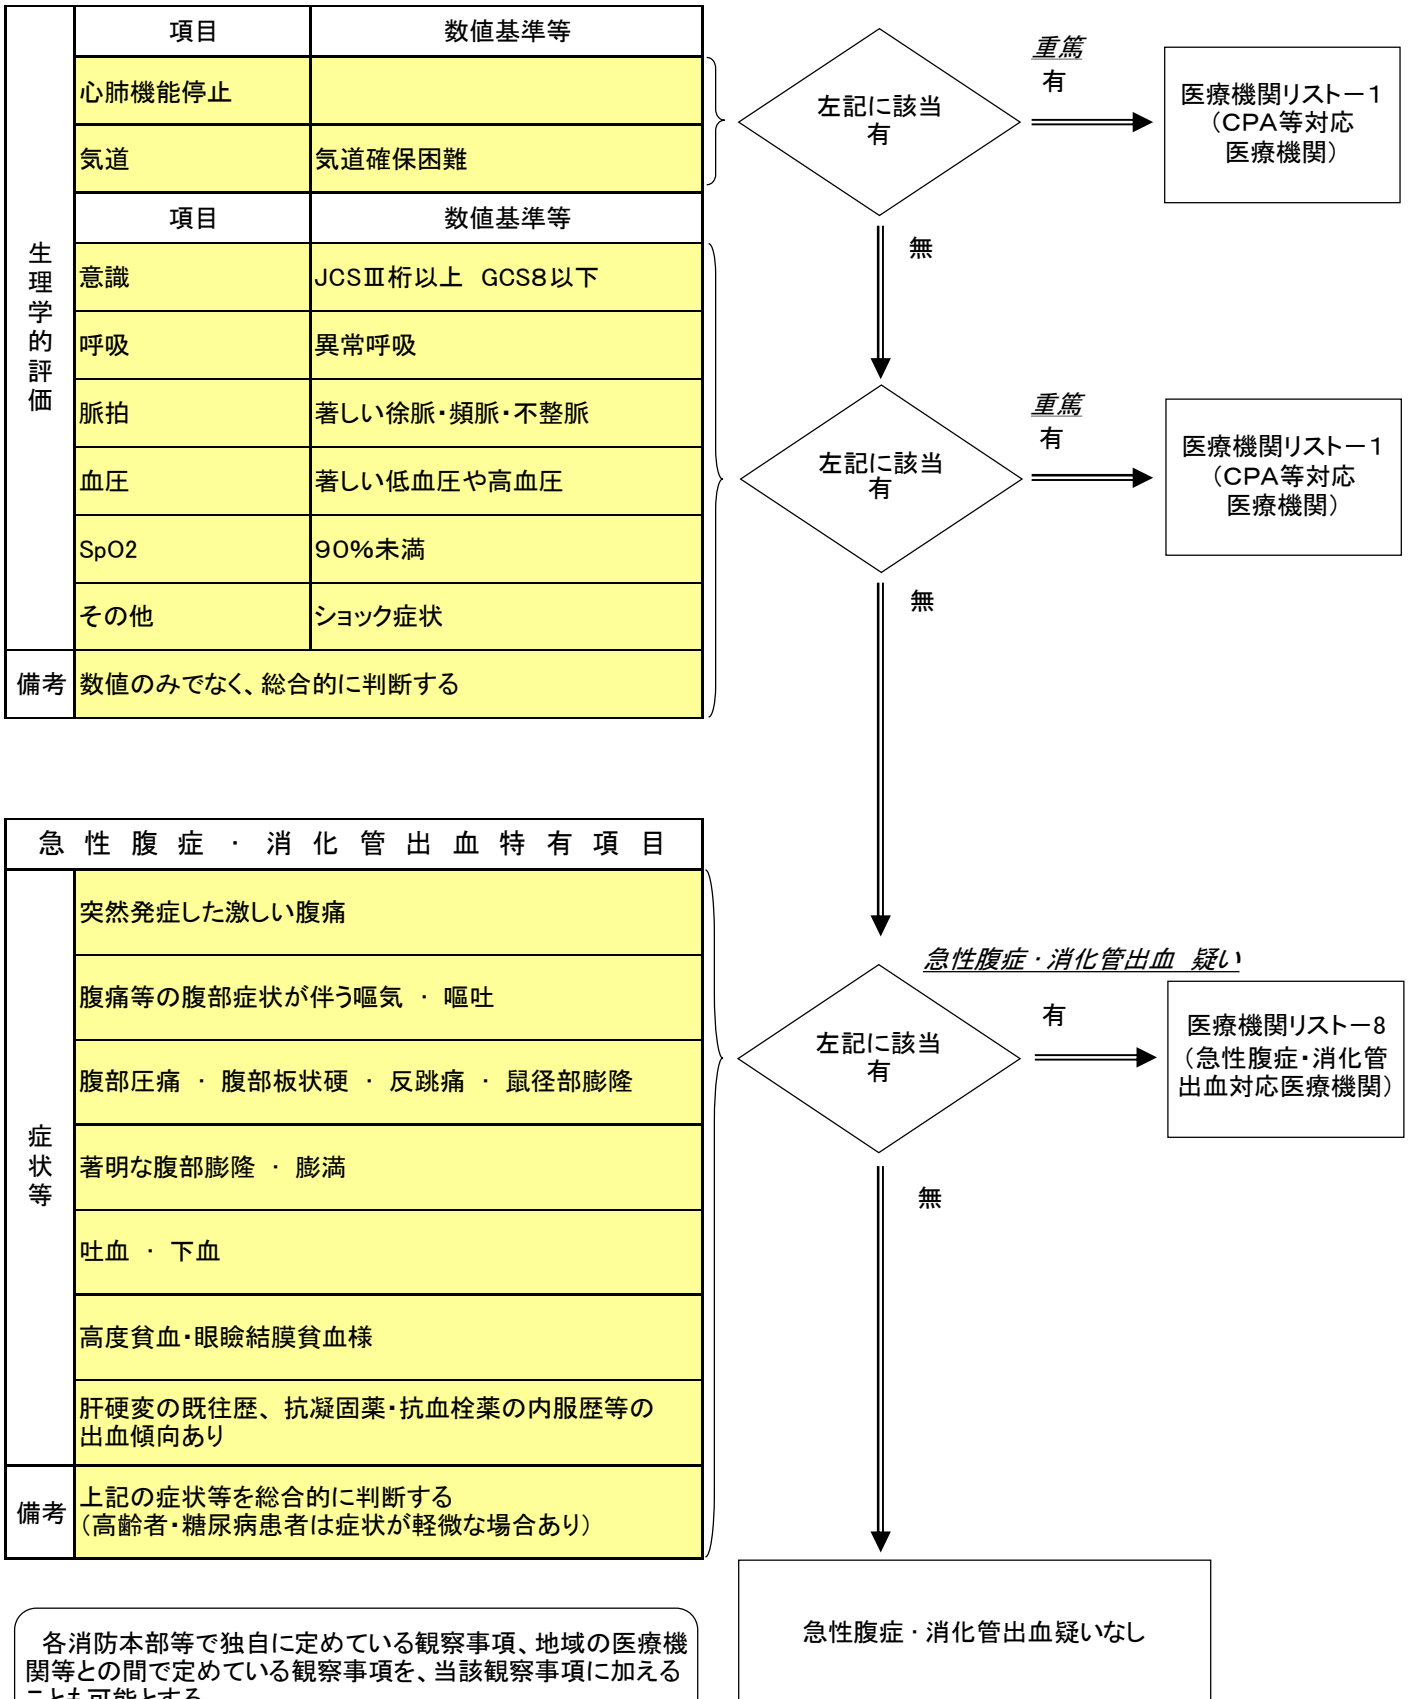 項目 数値基準等
心肺機能停止
気道 気道確保困難
項目 数値基準等
生理学的評価
意識 JCSⅢ桁以上 GCS8以下
呼吸 異常呼吸
脈拍 著しい徐脈・頻脈・不整脈
血圧 著しい低血圧や高血圧
SpO2 90%未満
その他 ショック症状
備考 数値のみでなく、総合的に判断する
左記に該当
有
重篤
有
医療機関リスト－1
（CPA等対応
医療機関）
無
左記に該当
有
重篤
有
医療機関リスト－1
（CPA等対応
医療機関）
無
急性腹症・消化管出血特有項目
症状等
突然発症した激しい腹痛
腹痛等の腹部症状が伴う嘔気 ・ 嘔吐
腹部圧痛 ・ 腹部板状硬 ・ 反跳痛 ・ 鼠径部膨隆
著明な腹部膨隆 ・ 膨満
吐血 ・ 下血
高度貧血・眼瞼結膜貧血様
肝硬変の既往歴、抗凝固薬・抗血栓薬の内服歴等の
出血傾向あり
備考
上記の症状等を総合的に判断する
（高齢者・糖尿病患者は症状が軽微な場合あり）
急性腹症・消化管出血 疑い
左記に該当
有
有
医療機関リスト－8
（急性腹症・消化管
出血対応医療機関）
無
急性腹症・消化管出血疑いなし
各消防本部等で独自に定めている観察事項、地域の医療機
関等との間で定めている観察事項を、当該観察事項に加える
ことも可能とする